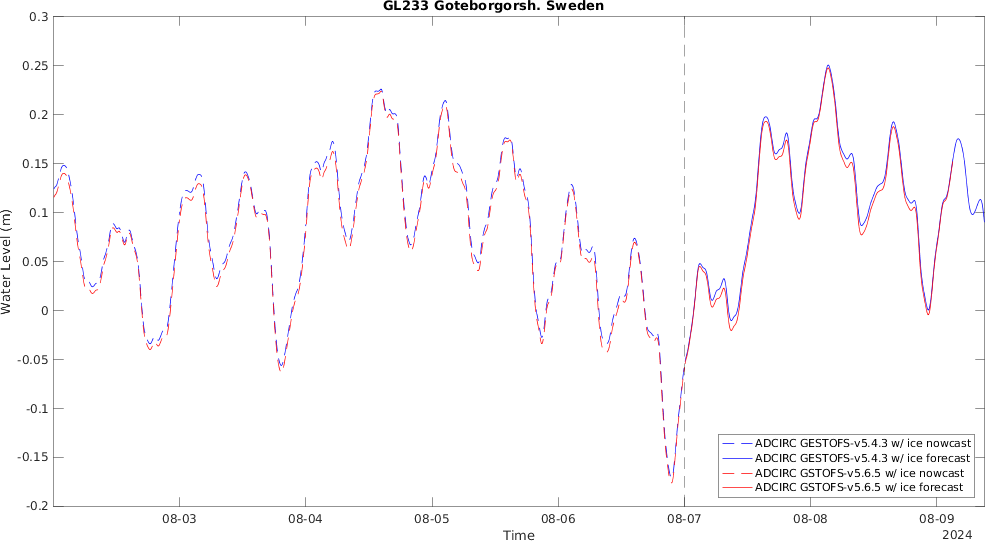 GL233 Goteborgorsh. Sweden
0.3
0.25
0.2
0.15
0.1
0.05
0
-0.05
-0.1
-0.15
-0.2
Water Level (m)
08-03
08-04
08-05
08-06
08-07
08-08
08-09
Time
2024
ADCIRC GESTOFS-v5.4.3 w/ ice nowcast
ADCIRC GESTOFS-v5.4.3 w/ ice forecast
ADCIRC GSTOFS-v5.6.5 w/ ice nowcast
ADCIRC GSTOFS-v5.6.5 w/ ice forecast